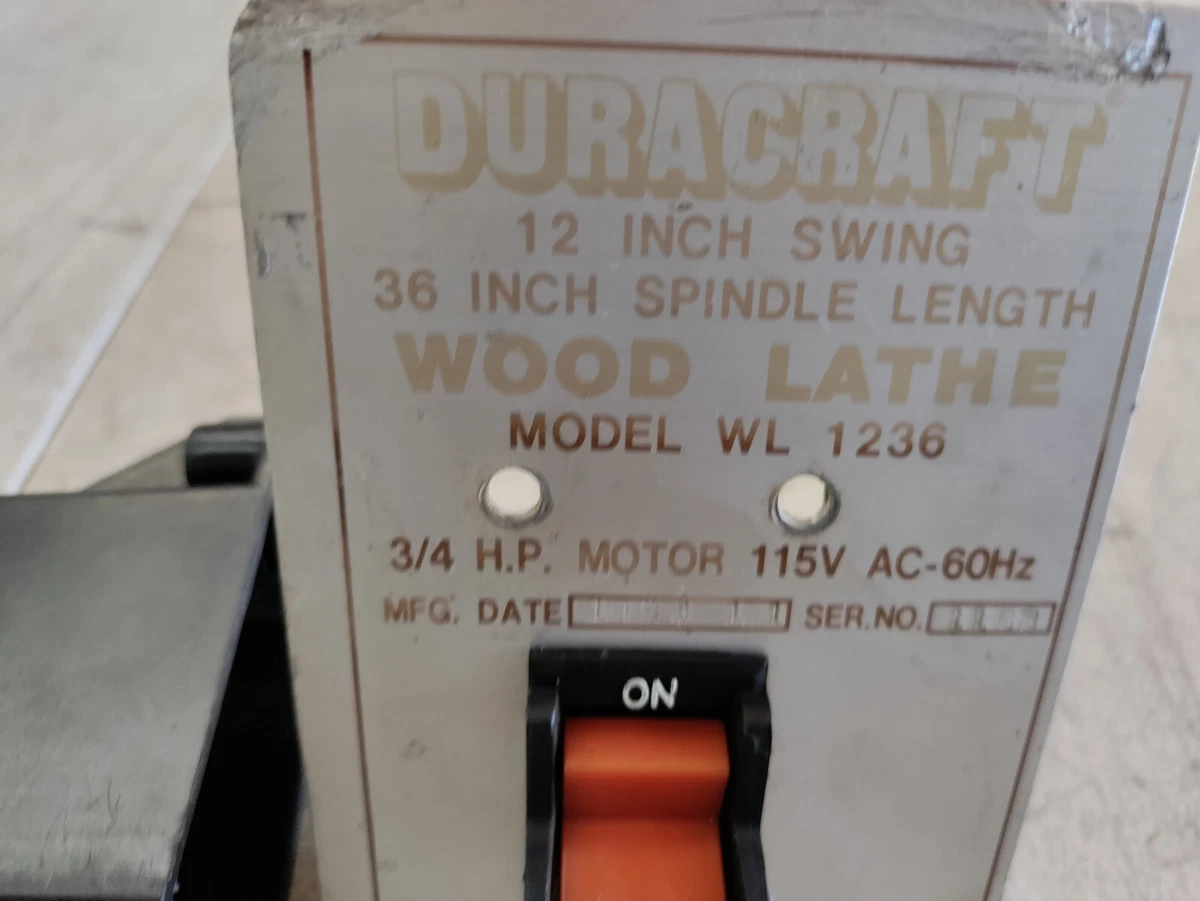 DURACRAFT
12 INCH SWING
36 INCH SPINDLE LENGTH
WOOD LATHE
MODEL WL 1236
3/4 H.P. MOTOR 115V AC-60Hz
MFG. DATE SER.NO.
ON